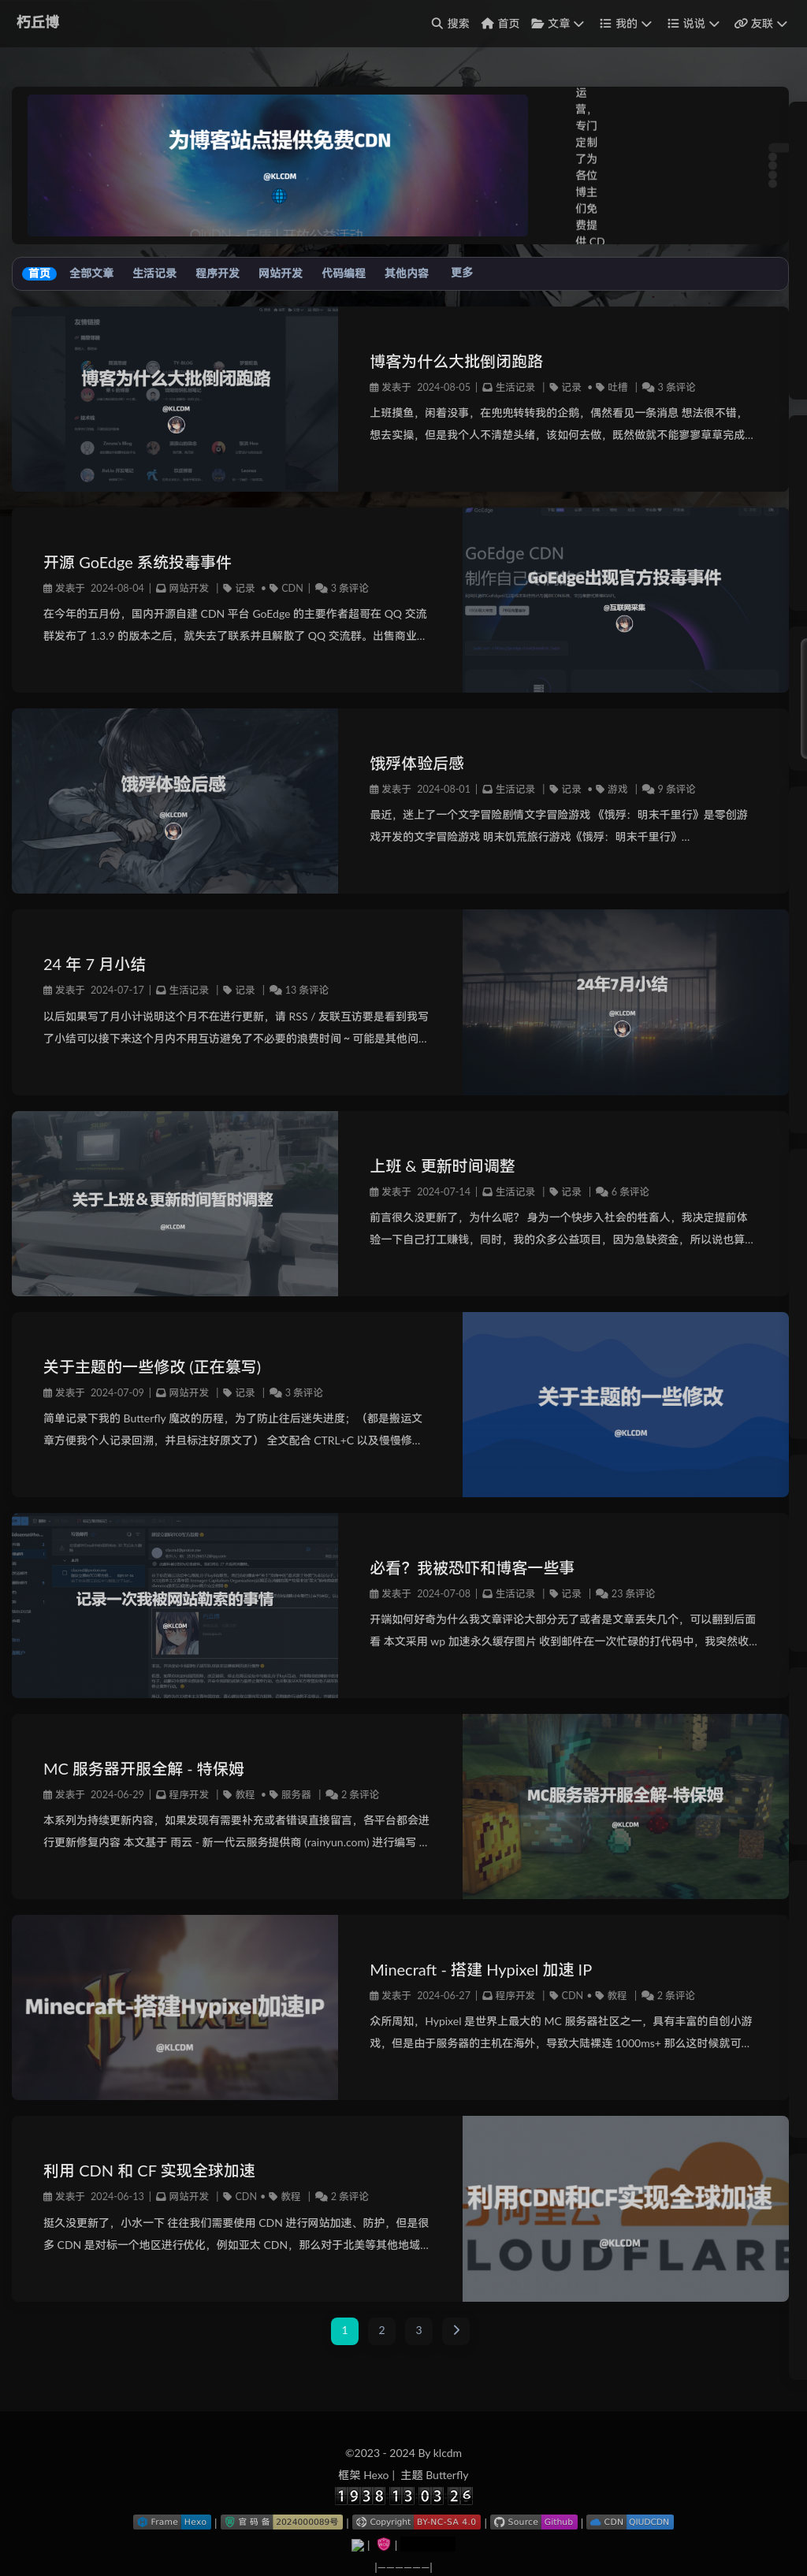 朽丘博
搜索 首页 文章 我的 说说 友联
为博客站点提供免费CDN
@KLCDM
运
营，
专门
定制
了为
各位
博主
们免
费提
供 CD
首页 全部文章 生活记录 程序开发 网站开发 代码编程 其他内容 更多
博客为什么大批倒闭跑路
@KLCDM
博客为什么大批倒闭跑路
发表于 2024-08-05 | 生活记录 | 记录 • 吐槽 | 3 条评论
上班摸鱼，闲着没事，在兜兜转转我的企鹅，偶然看见一条消息 想法很不错，
想去实操，但是我个人不清楚头绪，该如何去做，既然做就不能寥寥草草完成...
开源 GoEdge 系统投毒事件
发表于 2024-08-04 | 网站开发 | 记录 • CDN | 3 条评论
在今年的五月份，国内开源自建 CDN 平台 GoEdge 的主要作者超哥在 QQ 交流
群发布了 1.3.9 的版本之后，就失去了联系并且解散了 QQ 交流群。出售商业...
GoEdge CDN
GoEdge出现官方投毒事件
@互联网采集
饿殍体验后感
@KLCDM
饿殍体验后感
发表于 2024-08-01 | 生活记录 | 记录 • 游戏 | 9 条评论
最近，迷上了一个文字冒险剧情文字冒险游戏 《饿殍：明末千里行》是零创游
戏开发的文字冒险游戏 明末饥荒旅行游戏《饿殍：明末千里行》...
24 年 7 月小结
发表于 2024-07-17 | 生活记录 | 记录 | 13 条评论
以后如果写了月小计说明这个月不在进行更新，请 RSS / 友联互访要是看到我写
了小结可以接下来这个月内不用互访避免了不必要的浪费时间 ~ 可能是其他问...
24年7月小结
@KLCDM
关于上班＆更新时间暂时调整
@KLCDM
上班 & 更新时间调整
发表于 2024-07-14 | 生活记录 | 记录 | 6 条评论
前言很久没更新了，为什么呢？ 身为一个快步入社会的牲畜人，我决定提前体
验一下自己打工赚钱，同时，我的众多公益项目，因为急缺资金，所以说也算...
关于主题的一些修改 (正在篡写)
发表于 2024-07-09 | 网站开发 | 记录 | 3 条评论
简单记录下我的 Butterfly 魔改的历程，为了防止往后迷失进度；（都是搬运文
章方便我个人记录回溯，并且标注好原文了） 全文配合 CTRL+C 以及慢慢修...
关于主题的一些修改
@KLCDM
记录一次我被网站勒索的事情
@KLCDM
必看？我被恐吓和博客一些事
发表于 2024-07-08 | 生活记录 | 记录 | 23 条评论
开端如何好奇为什么我文章评论大部分无了或者是文章丢失几个，可以翻到后面
看 本文采用 wp 加速永久缓存图片 收到邮件在一次忙碌的打代码中，我突然收...
MC 服务器开服全解 - 特保姆
发表于 2024-06-29 | 程序开发 | 教程 • 服务器 | 2 条评论
本系列为持续更新内容，如果发现有需要补充或者错误直接留言，各平台都会进
行更新修复内容 本文基于 雨云 - 新一代云服务提供商 (rainyun.com) 进行编写 ...
MC服务器开服全解-特保姆
@KLCDM
Minecraft-搭建Hypixel加速IP
@KLCDM
Minecraft - 搭建 Hypixel 加速 IP
发表于 2024-06-27 | 程序开发 | CDN • 教程 | 2 条评论
众所周知，Hypixel 是世界上最大的 MC 服务器社区之一，具有丰富的自创小游
戏，但是由于服务器的主机在海外，导致大陆裸连 1000ms+ 那么这时候就可...
利用 CDN 和 CF 实现全球加速
发表于 2024-06-13 | 网站开发 | CDN • 教程 | 2 条评论
挺久没更新了，小水一下 往往我们需要使用 CDN 进行网站加速、防护，但是很
多 CDN 是对标一个地区进行优化，例如亚太 CDN，那么对于北美等其他地域...
利用CDN和CF实现全球加速
LOUDFLARE
@KLCDM
1 2 3
©2023 - 2024 By klcdm
框架 Hexo | 主题 Butterfly
1938 13 03 26
Frame Hexo | 官 码 备 2024000089号 | Copyright BY-NC-SA 4.0 | Source Github | CDN QIUDCDN
|——————|